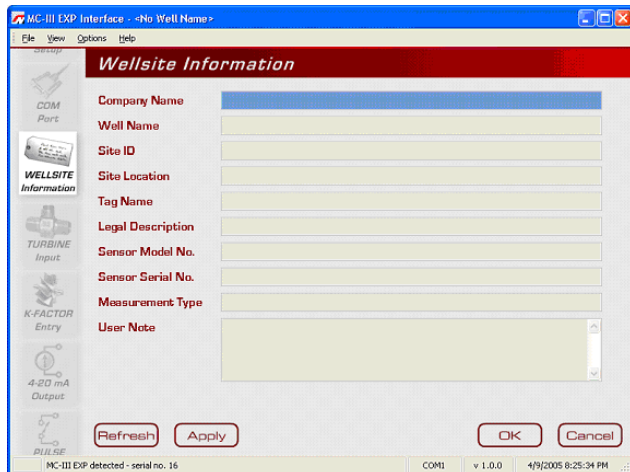 MC-III EXP Interface - <No Well Name>
File View Options Help
Setup
COM
Port
WELLSITE
Information
TURBINE
Input
K-FACTOR
Entry
4-20 mA
Output
PULSE
Wellsite Information
Company Name
Well Name
Site ID
Site Location
Tag Name
Legal Description
Sensor Model No.
Sensor Serial No.
Measurement Type
User Note
Refresh Apply OK Cancel
MC-III EXP detected - serial no. 16 COM1 v 1.0.0 4/9/2005 8:25:34 PM